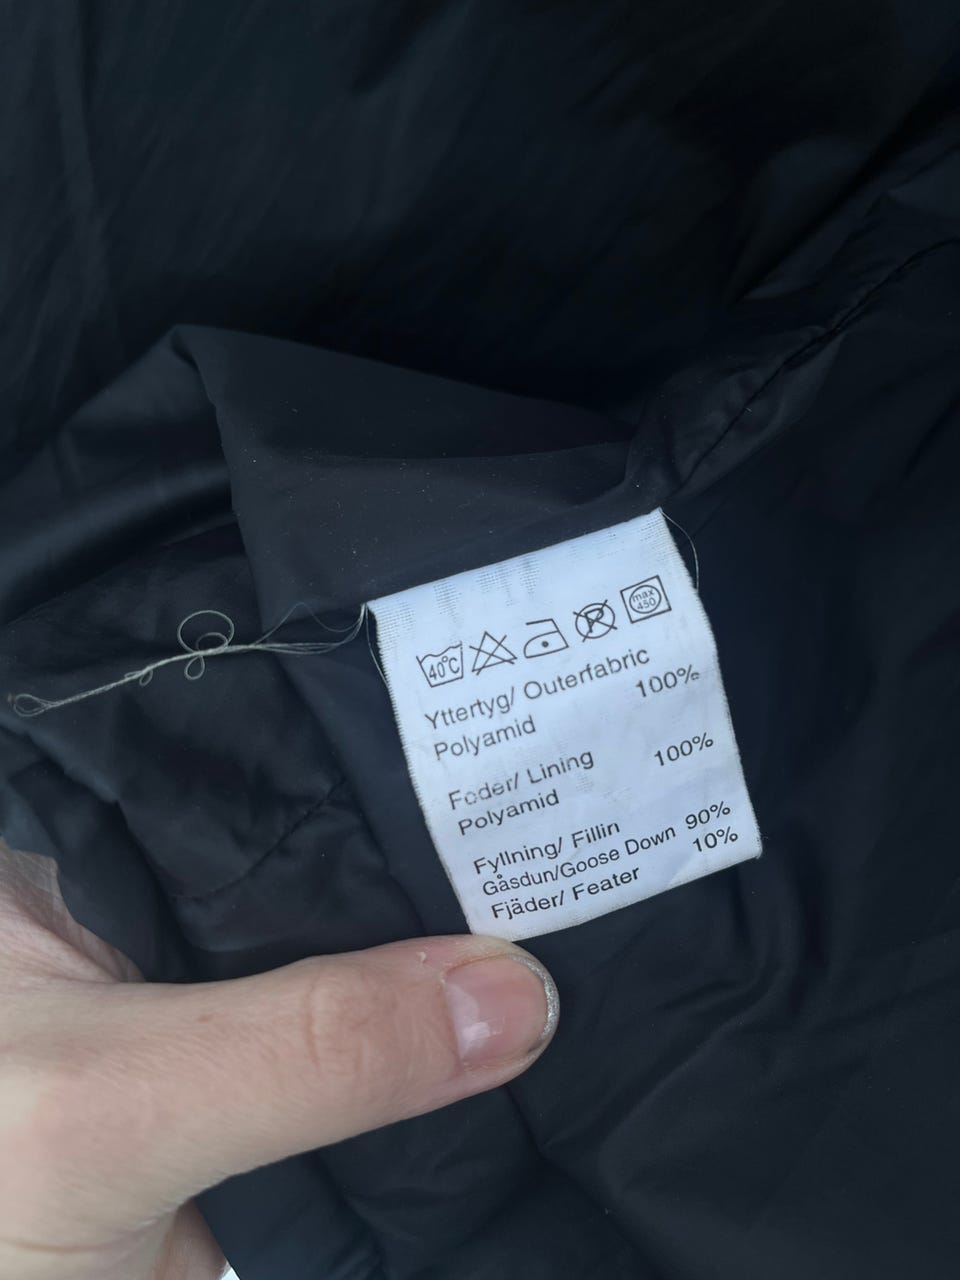 40°C P max 450
Yttertyg/ Outerfabric
Polyamid 100%
Foder/ Lining
Polyamid 100%
Fyllning/ Fillin
Gåsdun/Goose Down 90%
Fjäder/ Feater 10%